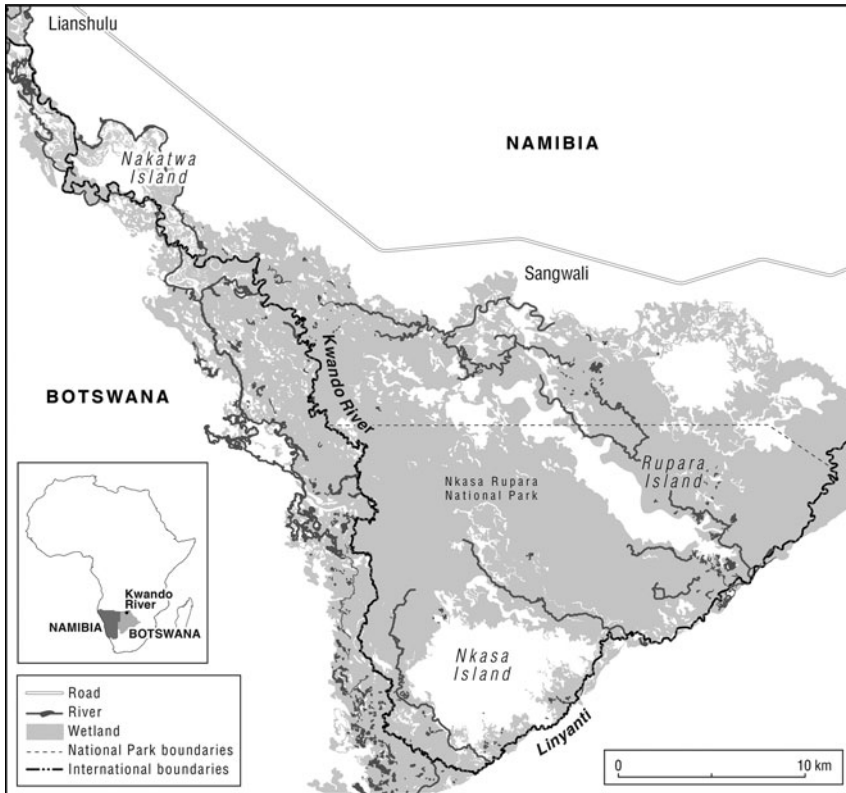 Lianshulu
NAMIBIA
Nakatwa
Island
Sangwali
Kwando River
BOTSWANA
Rupara
Island
Nkasa Rupara
National Park
Kwando
River
NAMIBIA
BOTSWANA
Nkasa
Island
Linyanti
Road
River
Wetland
National Park boundaries
International boundaries
0 10 km